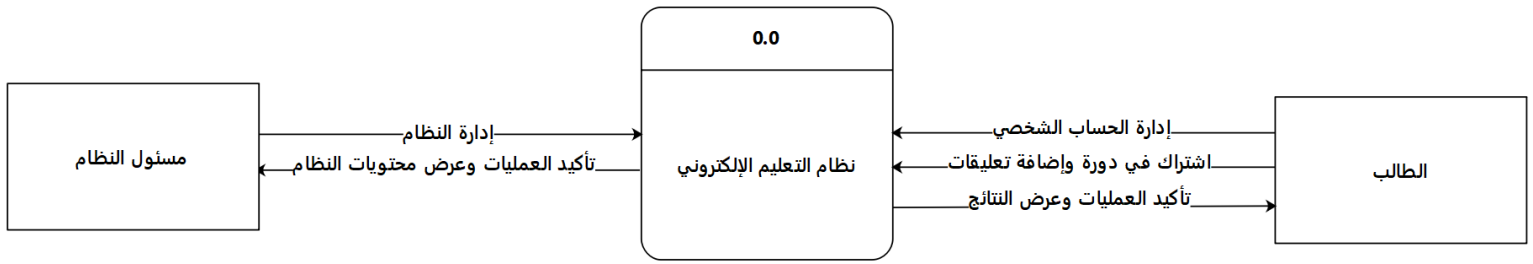 0.0
نظام التعليم الإلكتروني
الطالب
إدارة الحساب الشخصي
اشتراك في دورة وإضافة تعليقات
تأكيد العمليات وعرض النتائج
مسئول النظام
إدارة النظام
تأكيد العمليات وعرض محتويات النظام